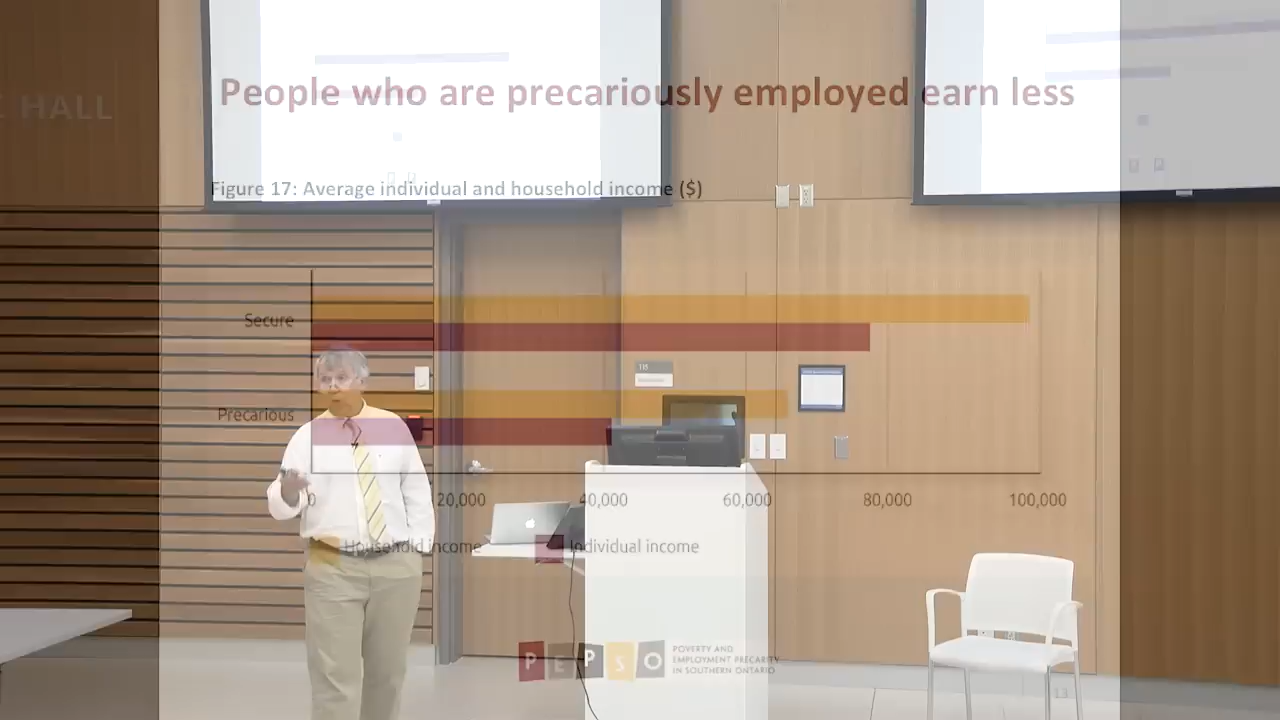 E HALL
People who are precariously employed earn less
Figure 17: Average individual and household income ($)
Secure
Precarious
0 20,000 40,000 60,000 80,000 100,000
Household income Individual income
115
PEPSO
POVERTY AND
EMPLOYMENT PRECARITY
IN SOUTHERN ONTARIO